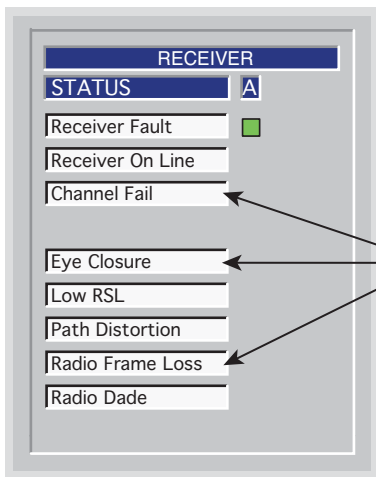 RECEIVER
STATUS A
Receiver Fault
Receiver On Line
Channel Fail
Eye Closure
Low RSL
Path Distortion
Radio Frame Loss
Radio Dade